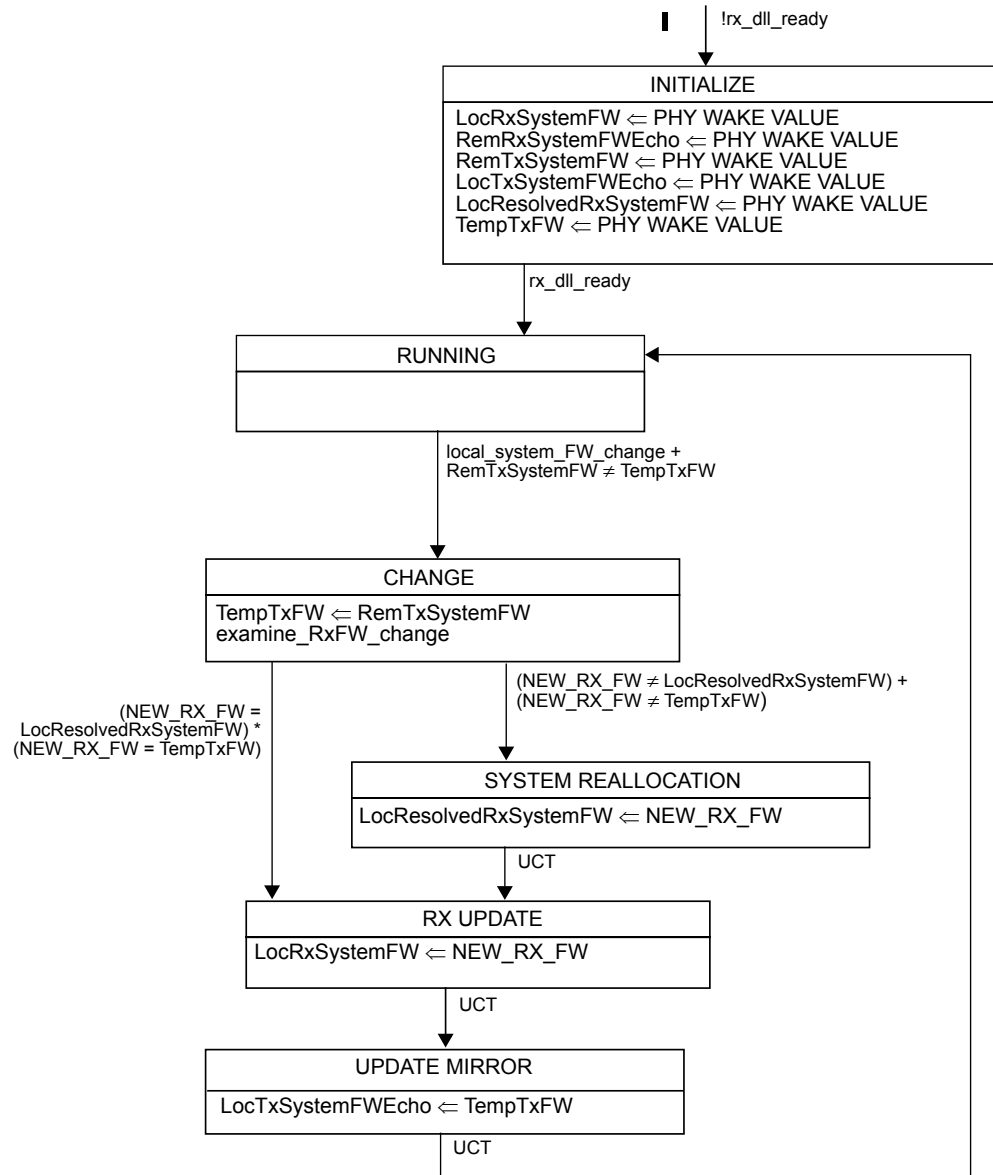 !rx_dll_ready
INITIALIZE
LocRxSystemFW ⇐ PHY WAKE VALUE
RemRxSystemFWEcho ⇐ PHY WAKE VALUE
RemTxSystemFW ⇐ PHY WAKE VALUE
LocTxSystemFWEcho ⇐ PHY WAKE VALUE
LocResolvedRxSystemFW ⇐ PHY WAKE VALUE
TempTxFW ⇐ PHY WAKE VALUE
rx_dll_ready
RUNNING
local_system_FW_change +
RemTxSystemFW ≠ TempTxFW
CHANGE
TempTxFW ⇐ RemTxSystemFW
examine_RxFW_change
(NEW_RX_FW =
LocResolvedRxSystemFW) *
(NEW_RX_FW = TempTxFW)
(NEW_RX_FW ≠ LocResolvedRxSystemFW) +
(NEW_RX_FW ≠ TempTxFW)
SYSTEM REALLOCATION
LocResolvedRxSystemFW ⇐ NEW_RX_FW
UCT
RX UPDATE
LocRxSystemFW ⇐ NEW_RX_FW
UCT
UPDATE MIRROR
LocTxSystemFWEcho ⇐ TempTxFW
UCT